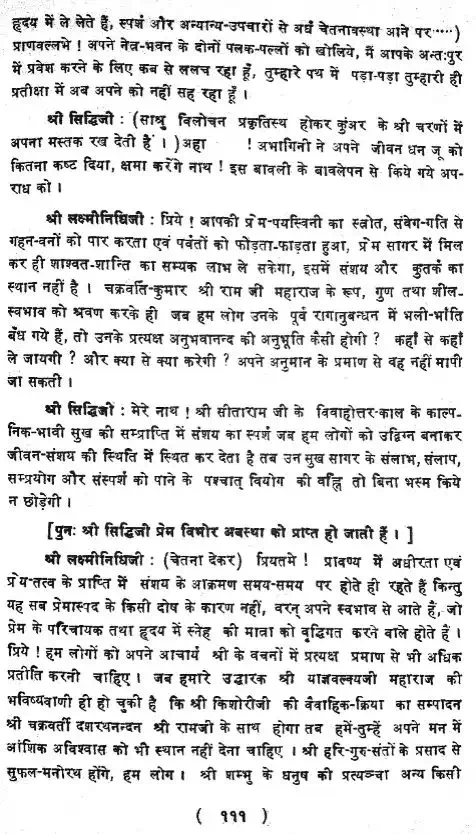 हृदय में ले लेते हैं, स्पर्श और अन्यान्य-उपचारों से अर्ध चेतनावस्था आने पर·····)
प्राणवल्लभे ! अपने नेत्र-भवन के दोनों पलक-पल्लों को खोलिये, मैं आपके अन्तःपुर
में प्रवेश करने के लिए कब से ललच रहा हूँ, तुम्हारे पथ में पड़ा-पड़ा तुम्हारी ही
प्रतीक्षा में अब अपने को नहीं सह रहा हूँ ।
श्री सिद्धिजी : (साश्रु विलोचन प्रकृतिस्थ होकर कुंअर के श्री चरणों में
अपना मस्तक रख देती हैं ।)अहा ! अभागिनी ने अपने जीवन धन जू को
कितना कष्ट दिया, क्षमा करेंगे नाथ ! इस बावली के बावलेपन से किये गये अप-
राध को ।
श्री लक्ष्मीनिधिजी : प्रिये ! आपकी प्रेम-पयस्विनी का स्त्रोत, संवेग-गति से
गहन-वनों को पार करता एवं पर्वतों को फोड़ता-फाड़ता हुआ, प्रेम सागर में मिल
कर ही शाश्वत-शान्ति का सम्यक लाभ ले सकेगा, इसमें संशय और कुतर्क का
स्थान नहीं है । चक्रवर्ति-कुमार श्री राम जी महाराज के रूप, गुण तथा शील-
स्वभाव को श्रवण करके ही जब हम लोग उनके पूर्व रागानुबन्धन में भली-भाँति
बँध गये हैं, तो उनके प्रत्यक्ष अनुभवानन्द की अनुभूति कैसी होगी ? कहाँ से कहाँ
ले जायगी ? और क्या से क्या करेगी ? अपने अनुमान के प्रमाण से वह नहीं मापी
जा सकती ।
श्री सिद्धिजी : मेरे नाथ ! श्री सीताराम जी के विवाहोत्तर-काल के काल्प-
निक-भावी सुख की सम्प्राप्ति में संशय का स्पर्श जब हम लोगों को उद्विग्न बनाकर
जीवन-संशय की स्थिति में स्थित कर देता है तब उन सुख सागर के संलाभ, संलाप,
सम्प्रयोग और संस्पर्श को पाने के पश्चात् वियोग की वह्नि तो बिना भस्म किये
न छोड़ेगी ।
[पुनः श्री सिद्धिजी प्रेम विभोर अवस्था को प्राप्त हो जाती हैं । ]
श्री लक्ष्मीनिधिजी : (चेतना देकर) प्रियतमे ! प्रावण्य में अधीरता एवं
प्रेय-तत्व के प्राप्ति में संशय के आक्रमण समय-समय पर होते ही रहते हैं किन्तु
यह सब प्रेमास्पद के किसी दोष के कारण नहीं, वरन् अपने स्वभाव से आते हैं, जो
प्रेम के परिचायक तथा हृदय में स्नेह की मात्रा को वृद्धिगत करने वाले होते हैं ।
प्रिये ! हम लोगों को अपने आचार्य श्री के वचनों में प्रत्यक्ष प्रमाण से भी अधिक
प्रतीति करनी चाहिए । जब हमारे उद्धारक श्री याज्ञवल्क्यजी महाराज की
भविष्यवाणी ही हो चुकी है कि श्री किशोरीजी की वैवाहिक-क्रिया का सम्पादन
श्री चक्रवर्ती दशरथनन्दन श्री रामजी के साथ होगा तब हमें-तुम्हें अपने मन में
आंशिक अविश्वास को भी स्थान नहीं देना चाहिए । श्री हरि-गुरु-संतों के प्रसाद से
सुफल-मनोरथ होंगे, हम लोग । श्री शम्भु के धनुष की प्रत्यञ्चा अन्य किसी
( १११ )